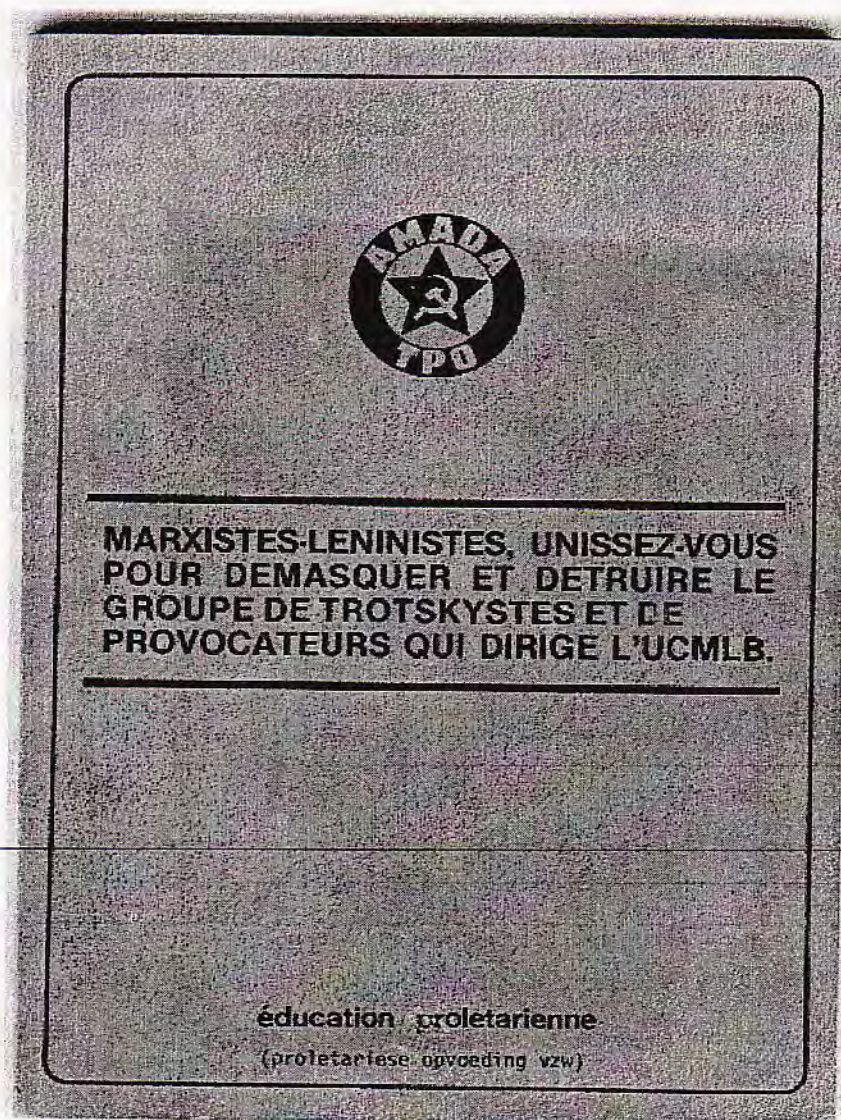 AMADA
TPO
MARXISTES-LENINISTES, UNISSEZ-VOUS
POUR DEMASQUER ET DETRUIRE LE
GROUPE DE TROTSKYSTES ET DE
PROVOCATEURS QUI DIRIGE L'UCMLB.
éducation prolétarienne
(proletariese opvoeding vzw)